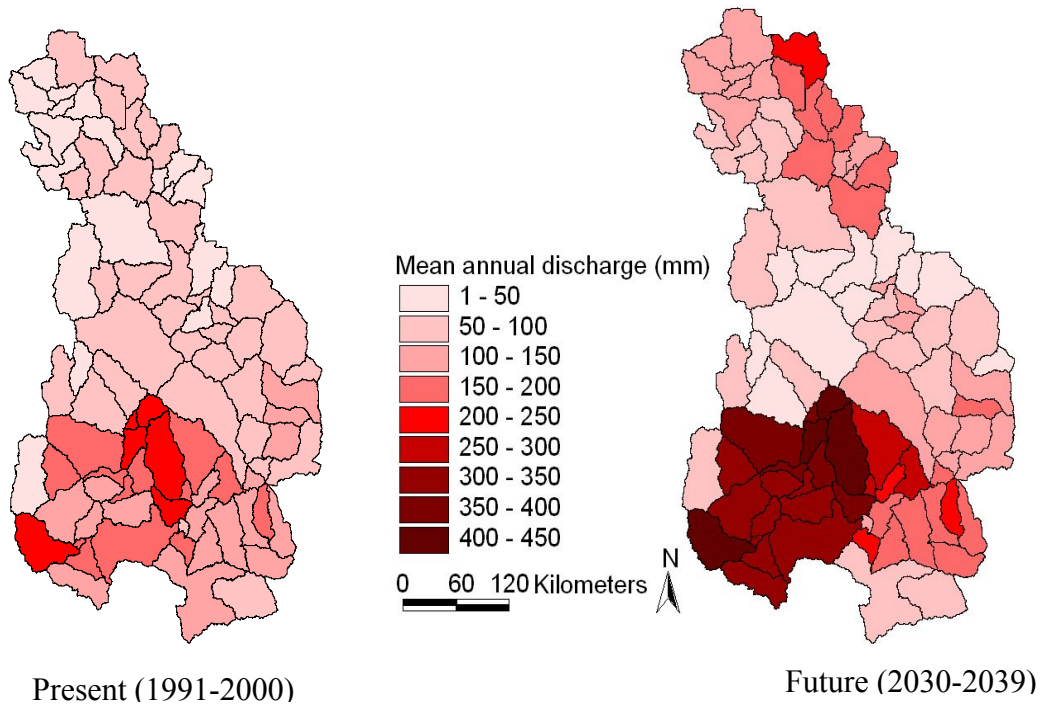 Mean annual discharge (mm)
1 - 50
50 - 100
100 - 150
150 - 200
200 - 250
250 - 300
300 - 350
350 - 400
400 - 450
N
0 60 120 Kilometers
Present (1991-2000)
Future (2030-2039)